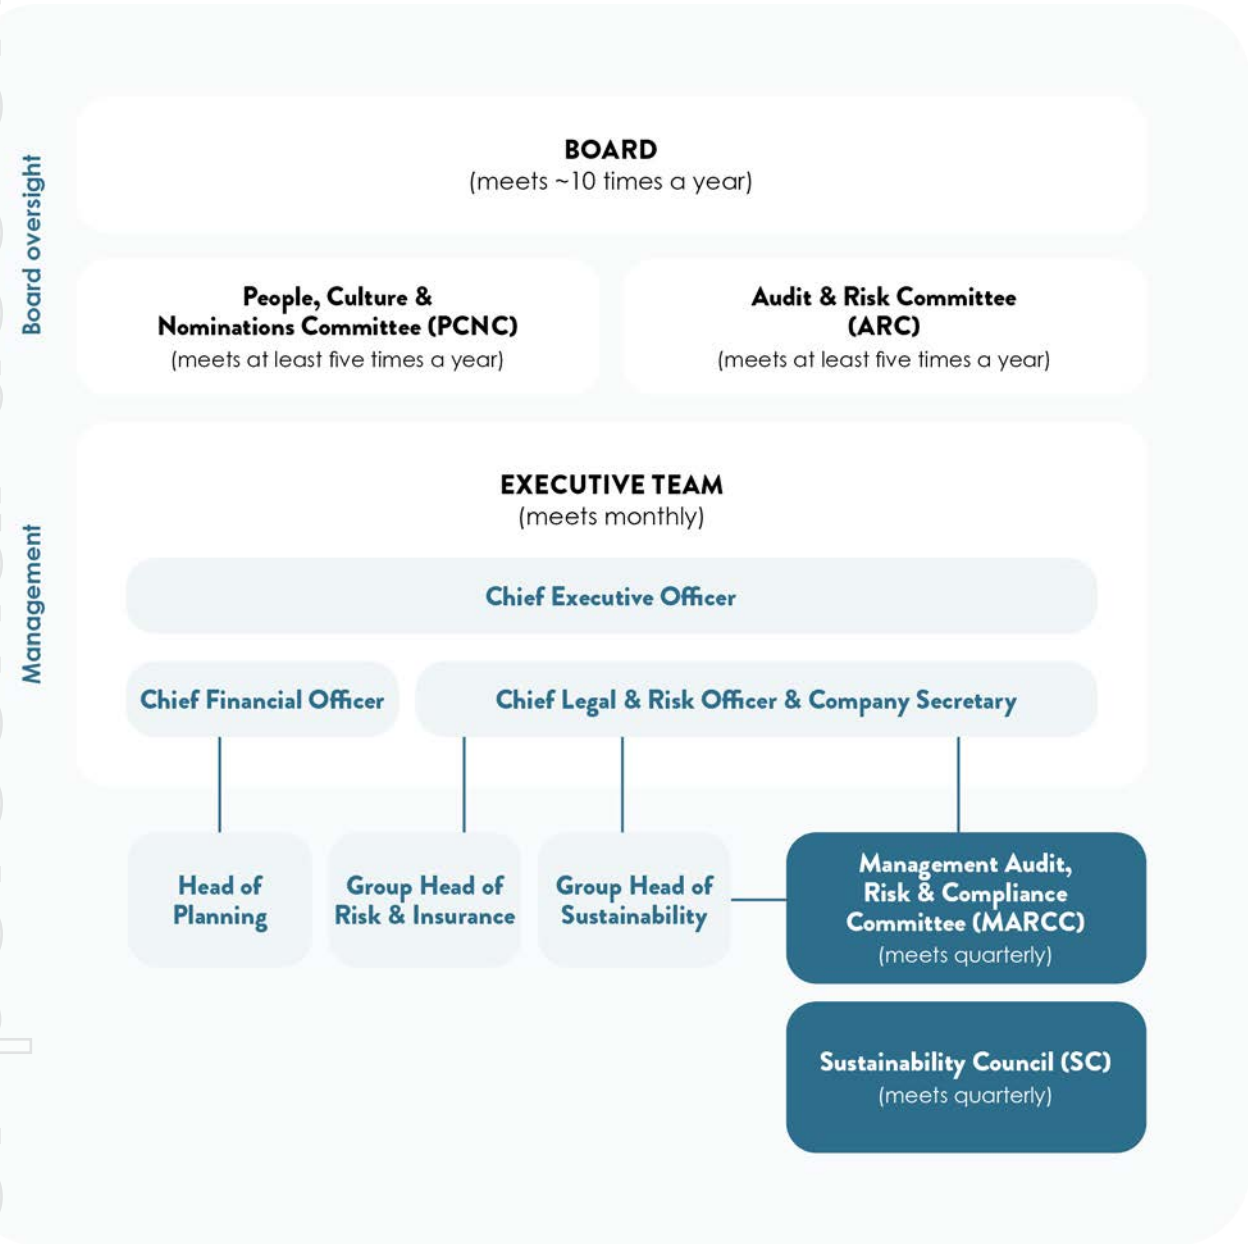 Board oversight
BOARD
(meets ~10 times a year)
People, Culture &
Nominations Committee (PCNC)
(meets at least five times a year)
Audit & Risk Committee
(ARC)
(meets at least five times a year)
Management
EXECUTIVE TEAM
(meets monthly)
Chief Executive Officer
Chief Financial Officer
Chief Legal & Risk Officer & Company Secretary
Head of
Planning
Group Head of
Risk & Insurance
Group Head of
Sustainability
Management Audit,
Risk & Compliance
Committee (MARCC)
(meets quarterly)
Sustainability Council (SC)
(meets quarterly)